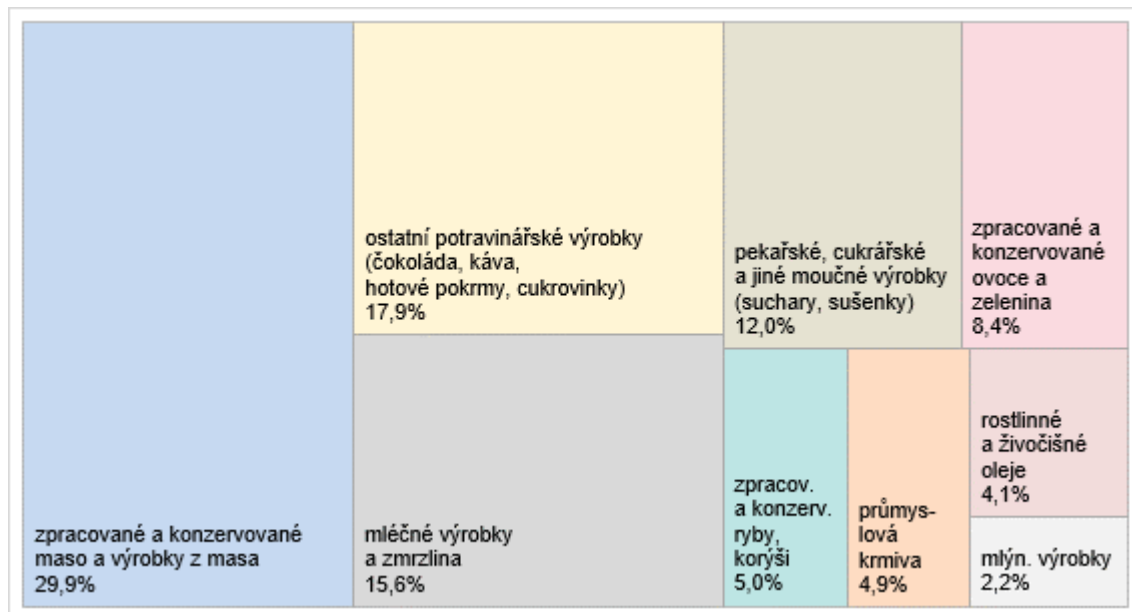 zpracované a konzervované
maso a výrobky z masa
29,9%
ostatní potravinářské výrobky
(čokoláda, káva,
hotové pokrmy, cukrovinky)
17,9%
mléčné výrobky
a zmrzlina
15,6%
pekařské, cukrářské
a jiné moučné výrobky
(suchary, sušenky)
12,0%
zpracované a
konzervované
ovoce a
zelenina
8,4%
zpracov.
a konzerv.
ryby,
korýši
5,0%
průmys-
lová
krmiva
4,9%
rostlinné
a živočišné
oleje
4,1%
mlýn. výrobky
2,2%